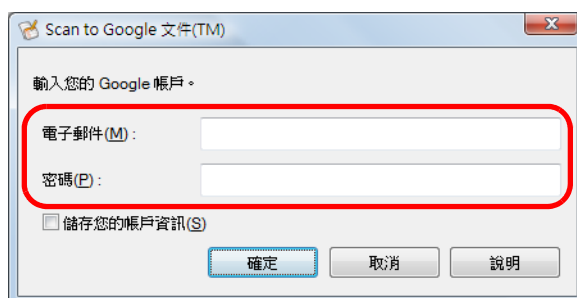 Scan to Google 文件(TM)
輸入您的 Google 帳戶。
電子郵件(M) :
密碼(P) :
儲存您的帳戶資訊(S)
確定 取消 說明